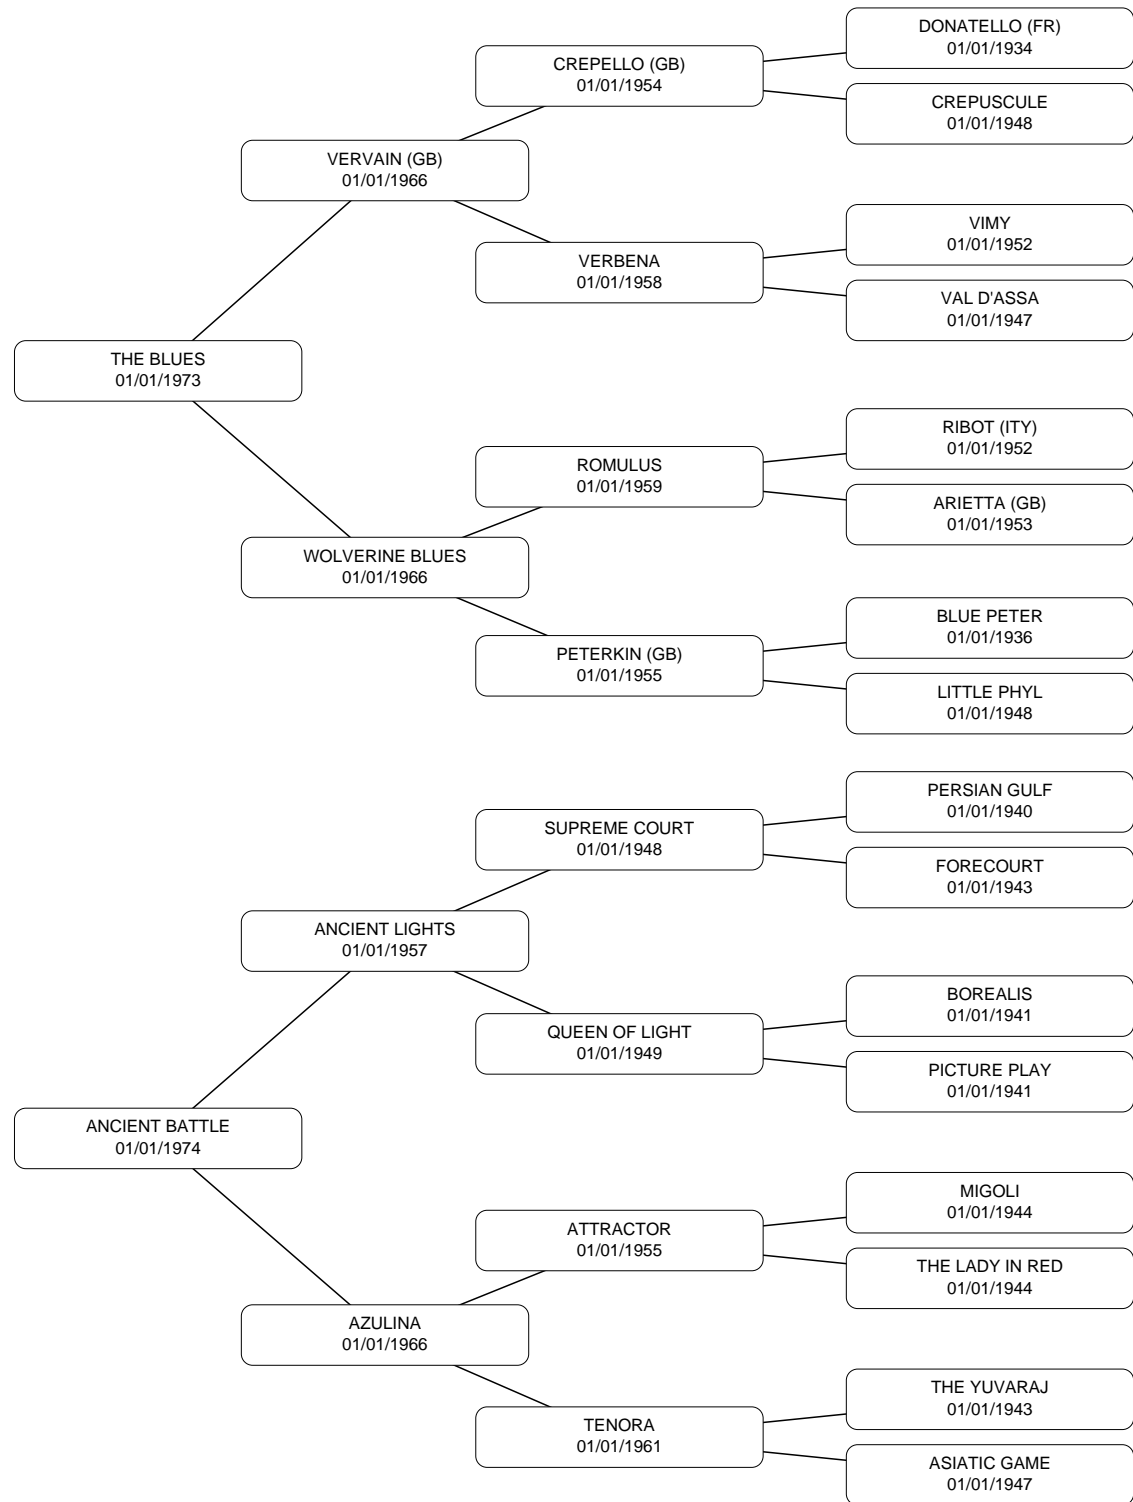 DONATELLO (FR)
01/01/1934
CREPELLO (GB)
01/01/1954
CREPUSCULE
01/01/1948
VERVAIN (GB)
01/01/1966
VIMY
01/01/1952
VERBENA
01/01/1958
VAL D'ASSA
01/01/1947
THE BLUES
01/01/1973
RIBOT (ITY)
01/01/1952
ROMULUS
01/01/1959
ARIETTA (GB)
01/01/1953
WOLVERINE BLUES
01/01/1966
BLUE PETER
01/01/1936
PETERKIN (GB)
01/01/1955
LITTLE PHYL
01/01/1948
PERSIAN GULF
01/01/1940
SUPREME COURT
01/01/1948
FORECOURT
01/01/1943
ANCIENT LIGHTS
01/01/1957
BOREALIS
01/01/1941
QUEEN OF LIGHT
01/01/1949
PICTURE PLAY
01/01/1941
ANCIENT BATTLE
01/01/1974
MIGOLI
01/01/1944
ATTRACTOR
01/01/1955
THE LADY IN RED
01/01/1944
AZULINA
01/01/1966
THE YUVARAJ
01/01/1943
TENORA
01/01/1961
ASIATIC GAME
01/01/1947